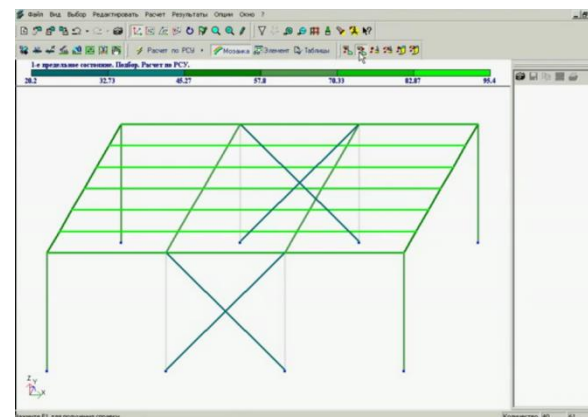 Файл Вид Выбор Редактировать Расчет Результаты Опции Окно ?
Расчет по РСУ Мозаика Элемент Таблицы
1-е предельное состояние. Подбор. Расчет по РСУ.
20.2 32.73 45.27 57.8 70.33 82.87 95.4
Z
Y
X